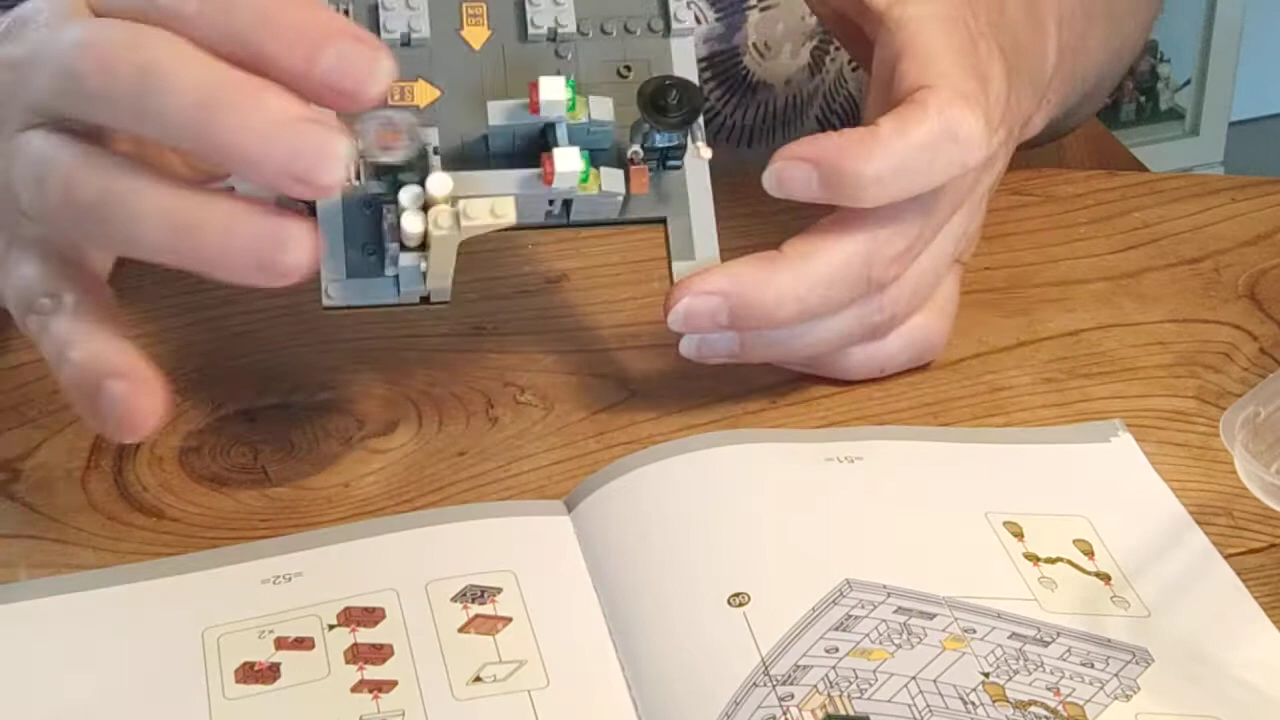 =51=
=52=
x2
66